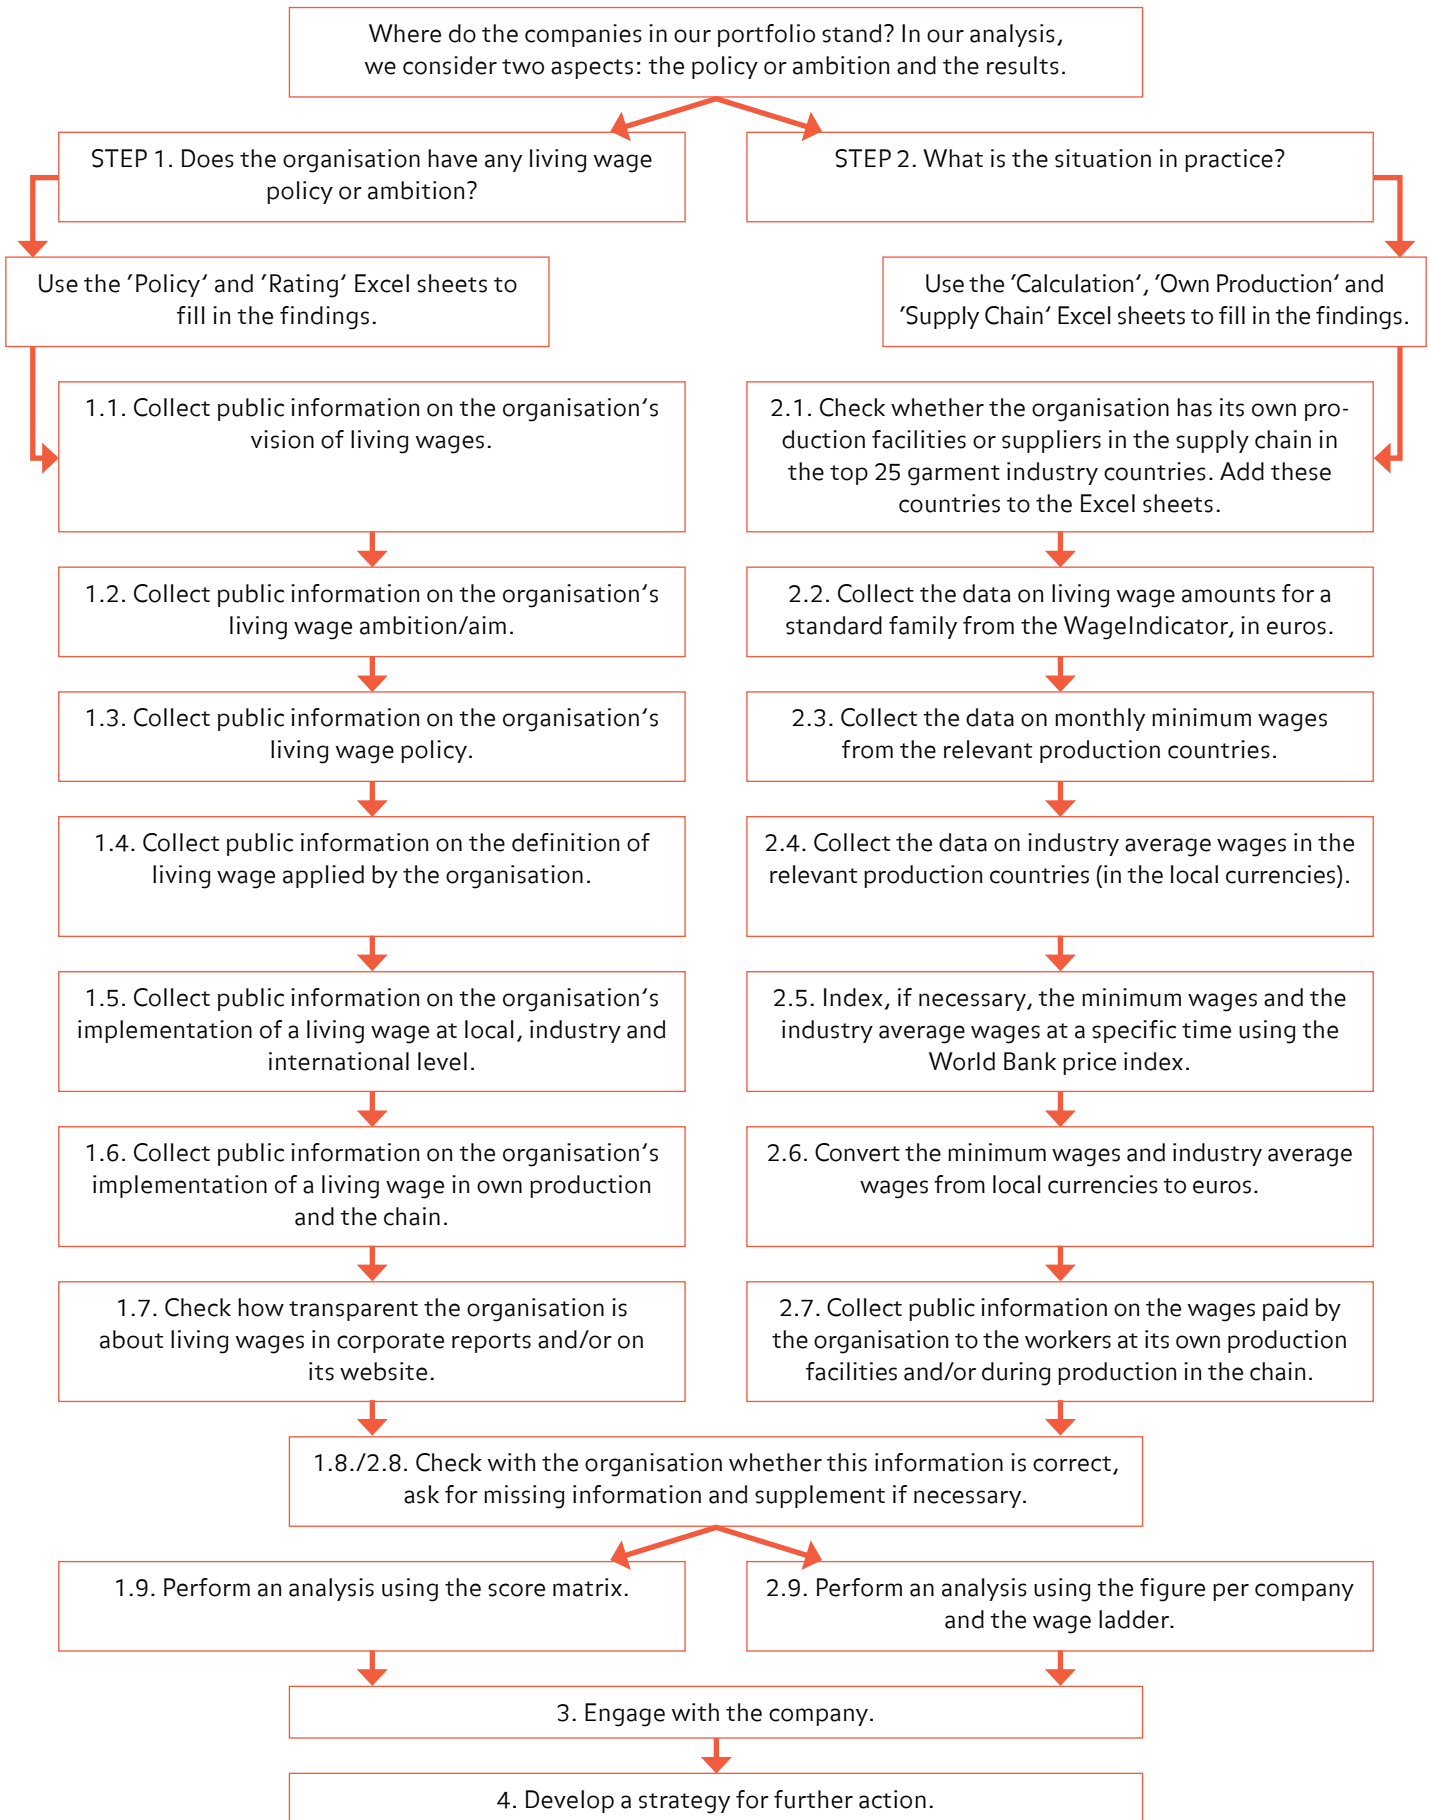 Where do the companies in our portfolio stand? In our analysis,
we consider two aspects: the policy or ambition and the results.
STEP 1. Does the organisation have any living wage
policy or ambition?
STEP 2. What is the situation in practice?
Use the ‘Policy‘ and ‘Rating‘ Excel sheets to
fill in the findings.
Use the ‘Calculation‘, ‘Own Production‘ and
‘Supply Chain‘ Excel sheets to fill in the findings.
1.1. Collect public information on the organisation‘s
vision of living wages.
2.1. Check whether the organisation has its own pro-
duction facilities or suppliers in the supply chain in
the top 25 garment industry countries. Add these
countries to the Excel sheets.
1.2. Collect public information on the organisation‘s
living wage ambition/aim.
2.2. Collect the data on living wage amounts for a
standard family from the WageIndicator, in euros.
1.3. Collect public information on the organisation‘s
living wage policy.
2.3. Collect the data on monthly minimum wages
from the relevant production countries.
1.4. Collect public information on the definition of
living wage applied by the organisation.
2.4. Collect the data on industry average wages in the
relevant production countries (in the local currencies).
1.5. Collect public information on the organisation‘s
implementation of a living wage at local, industry and
international level.
2.5. Index, if necessary, the minimum wages and the
industry average wages at a specific time using the
World Bank price index.
1.6. Collect public information on the organisation‘s
implementation of a living wage in own production
and the chain.
2.6. Convert the minimum wages and industry average
wages from local currencies to euros.
1.7. Check how transparent the organisation is
about living wages in corporate reports and/or on
its website.
2.7. Collect public information on the wages paid by
the organisation to the workers at its own production
facilities and/or during production in the chain.
1.8./2.8. Check with the organisation whether this information is correct,
ask for missing information and supplement if necessary.
1.9. Perform an analysis using the score matrix.
2.9. Perform an analysis using the figure per company
and the wage ladder.
3. Engage with the company.
4. Develop a strategy for further action.